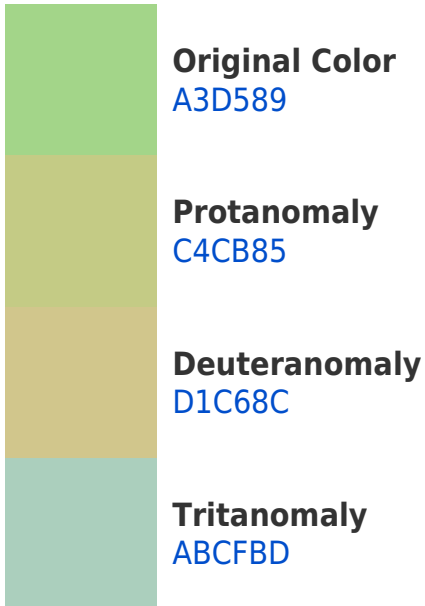 Original Color
A3D589
Protanomaly
C4CB85
Deuteranomaly
D1C68C
Tritanomaly
ABCFBD